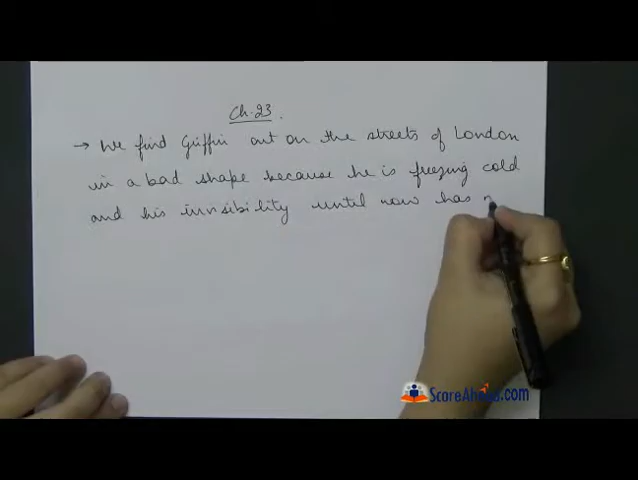 Ch. 23.
→ We find Griffin out on the streets of London
in a bad shape because he is freezing cold
and his invisibility until now has
ScoreAhead.com